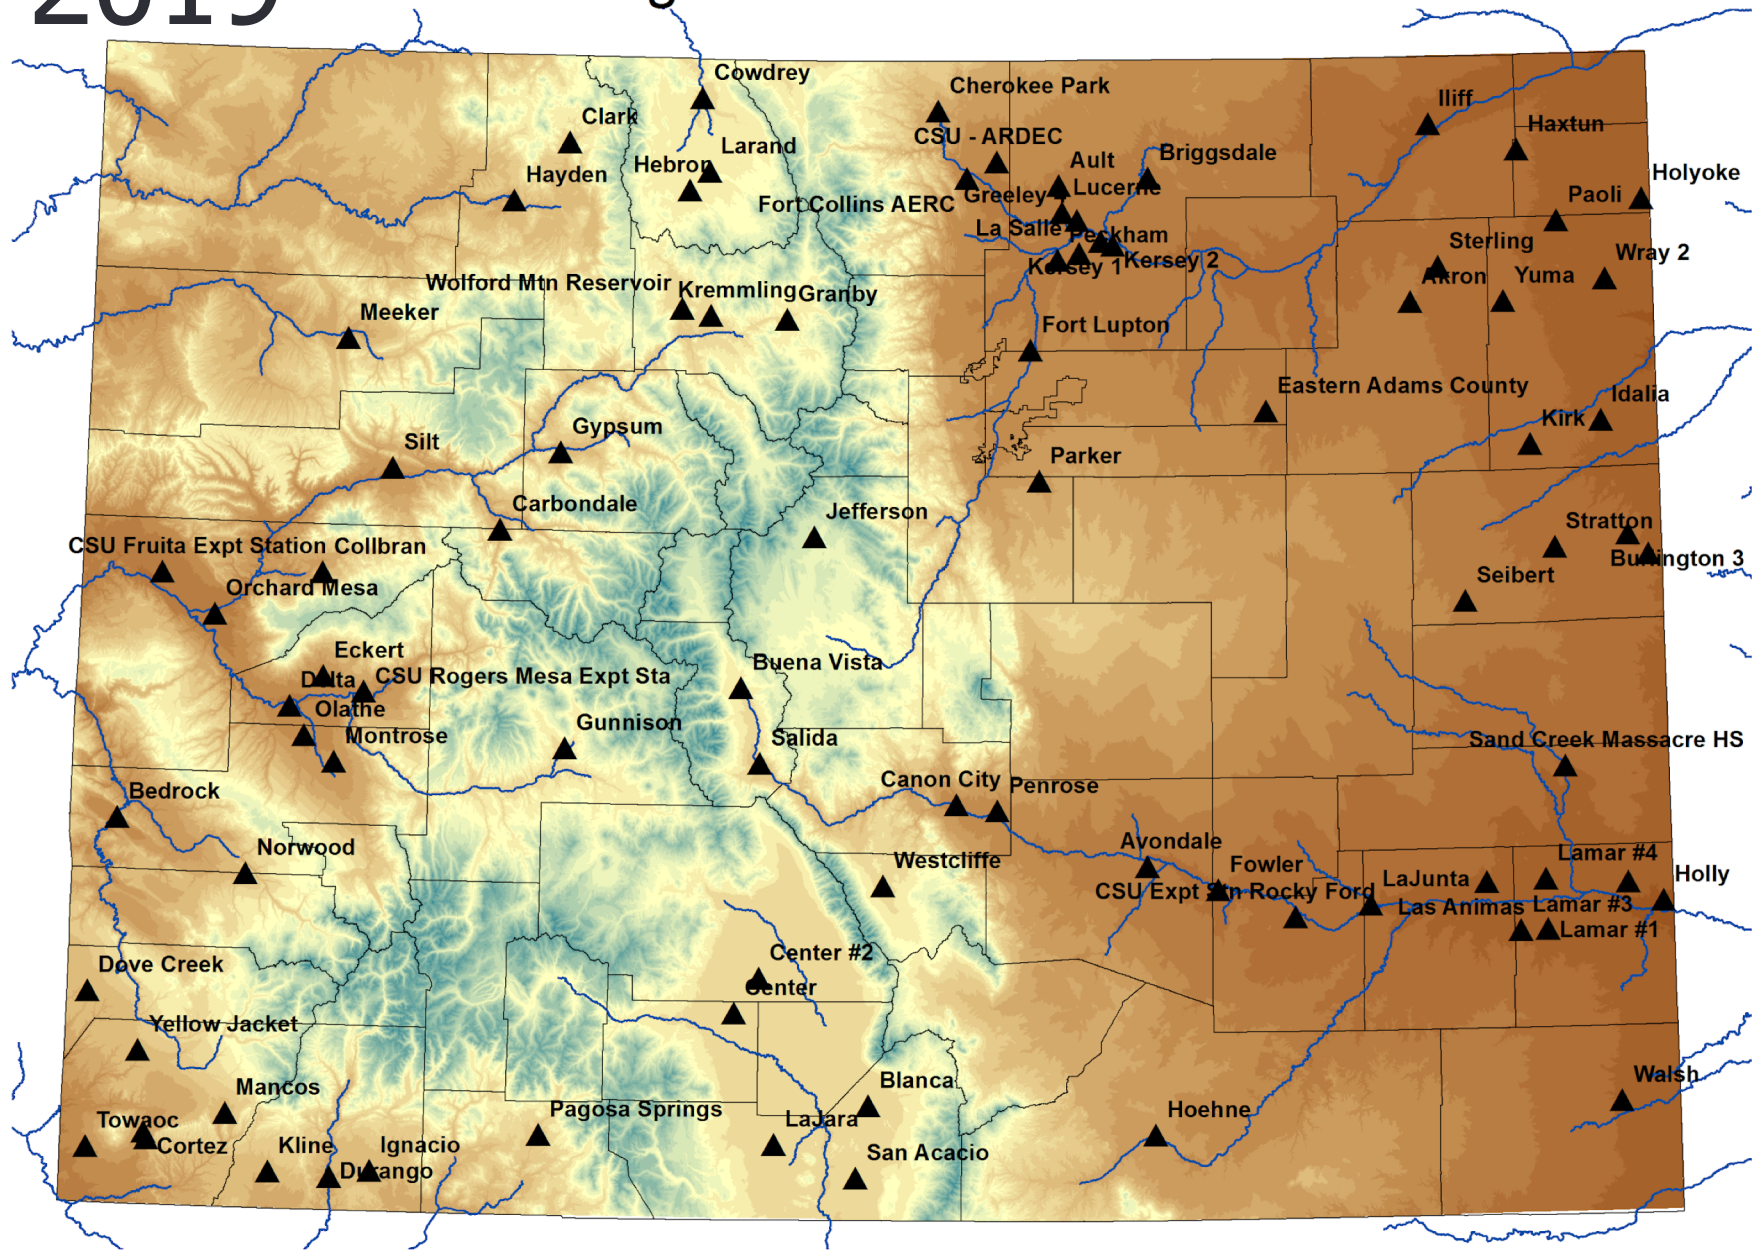 2019
Cowdrey
Cherokee Park
Clark
Iliff
Haxtun
CSU - ARDEC
Larand
Hebron
Ault
Briggsdale
Hayden
Holyoke
Lucerne
Greeley
Paoli
Fort Collins AERC
La Salle
Peckham
Sterling
Wray 2
Kersey 1
Kersey 2
Akron
Yuma
Wolford Mtn Reservoir
Kremmling
Granby
Meeker
Fort Lupton
Eastern Adams County
Idalia
Kirk
Gypsum
Silt
Parker
Carbondale
Jefferson
Stratton
CSU Fruita Expt Station
Collbran
Burlington 3
Seibert
Orchard Mesa
Eckert
Buena Vista
CSU Rogers Mesa Expt Sta
Delta
Olathe
Gunnison
Montrose
Salida
Sand Creek Massacre HS
Canon City
Penrose
Bedrock
Avondale
Norwood
Westcliffe
Fowler
Lamar #4
LaJunta
Holly
CSU Expt Stn Rocky Ford
Las Animas
Lamar #3
Lamar #1
Center #2
Dove Creek
Center
Yellow Jacket
Walsh
Blanca
Mancos
Pagosa Springs
Hoehne
LaJara
Towaoc
Cortez
Kline
Ignacio
San Acacio
Durango